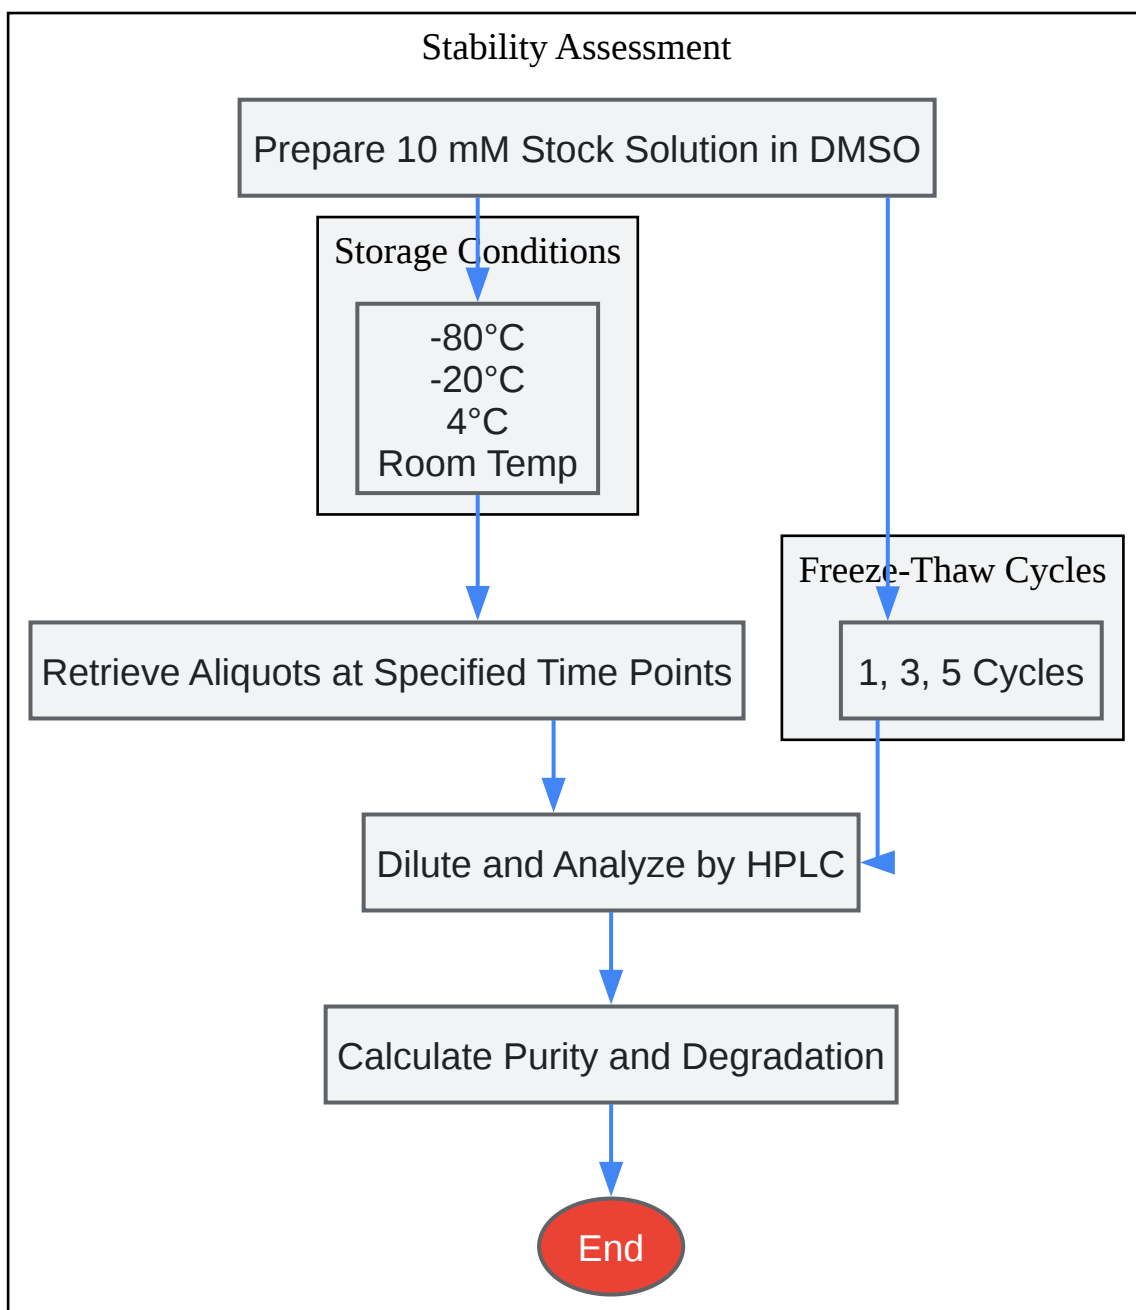 Stability Assessment
Prepare 10 mM Stock Solution in DMSO
Storage Conditions
-80°C
-20°C
4°C
Room Temp
Freeze-Thaw Cycles
Retrieve Aliquots at Specified Time Points
1, 3, 5 Cycles
Dilute and Analyze by HPLC
Calculate Purity and Degradation
End